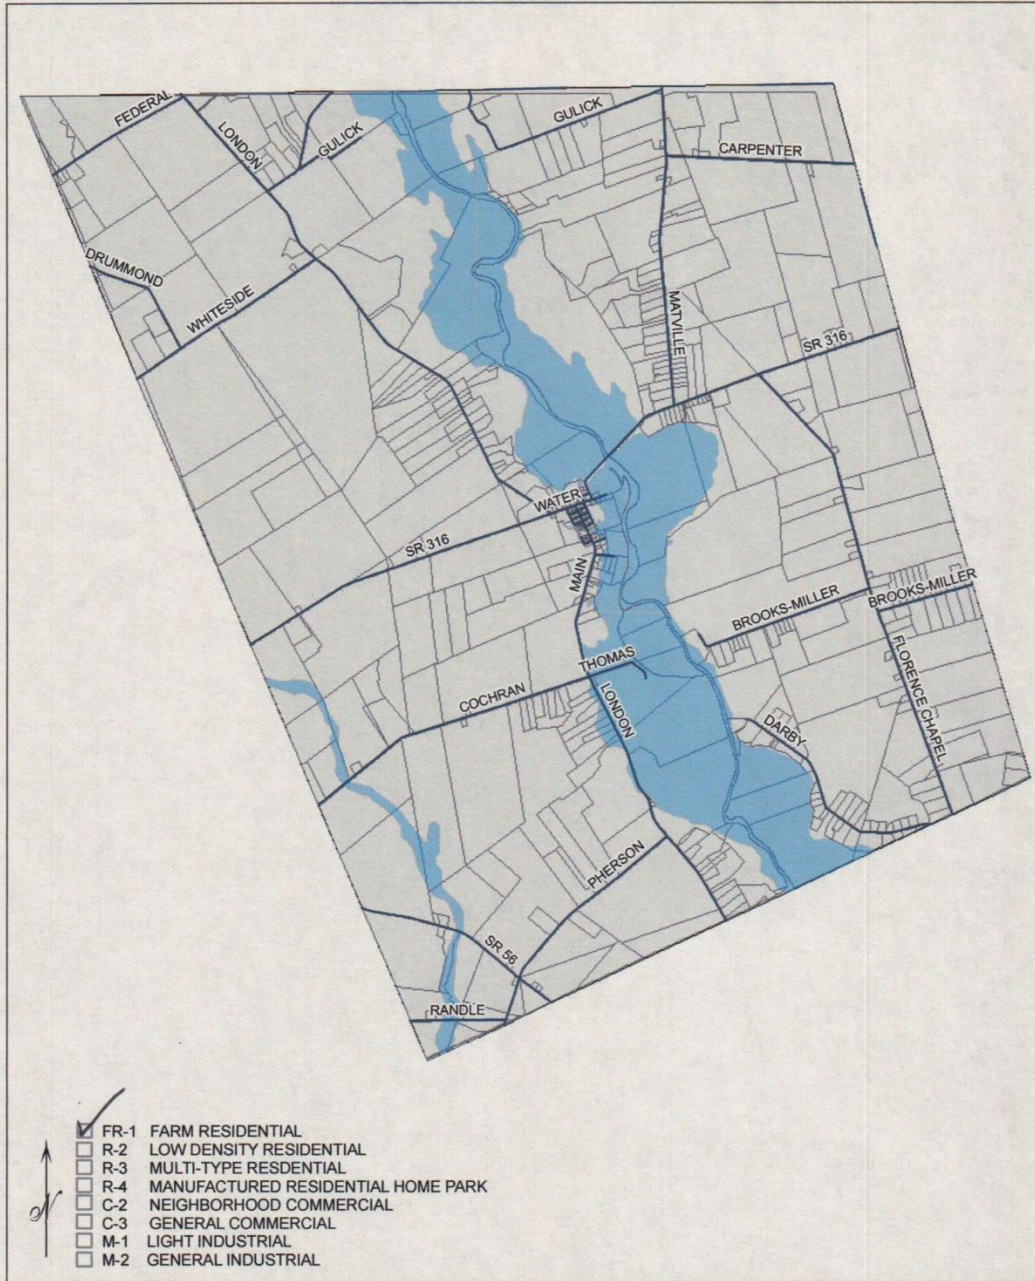 FEDERAL
LONDON
GULICK
GULICK
CARPENTER
DRUMMOND
WHITESIDE
MATVILLE
SR 316
WATER
SR 316
MAIN
BROOKS-MILLER
BROOKS-MILLER
THOMAS
COCHRAN
LONDON
FLORENCE CHAPEL
DARBY
PHERSON
SR 56
RANDLE
N
FR-1 FARM RESIDENTIAL
R-2 LOW DENSITY RESIDENTIAL
R-3 MULTI-TYPE RESDENTIAL
R-4 MANUFACTURED RESIDENTIAL HOME PARK
C-2 NEIGHBORHOOD COMMERCIAL
C-3 GENERAL COMMERCIAL
M-1 LIGHT INDUSTRIAL
M-2 GENERAL INDUSTRIAL